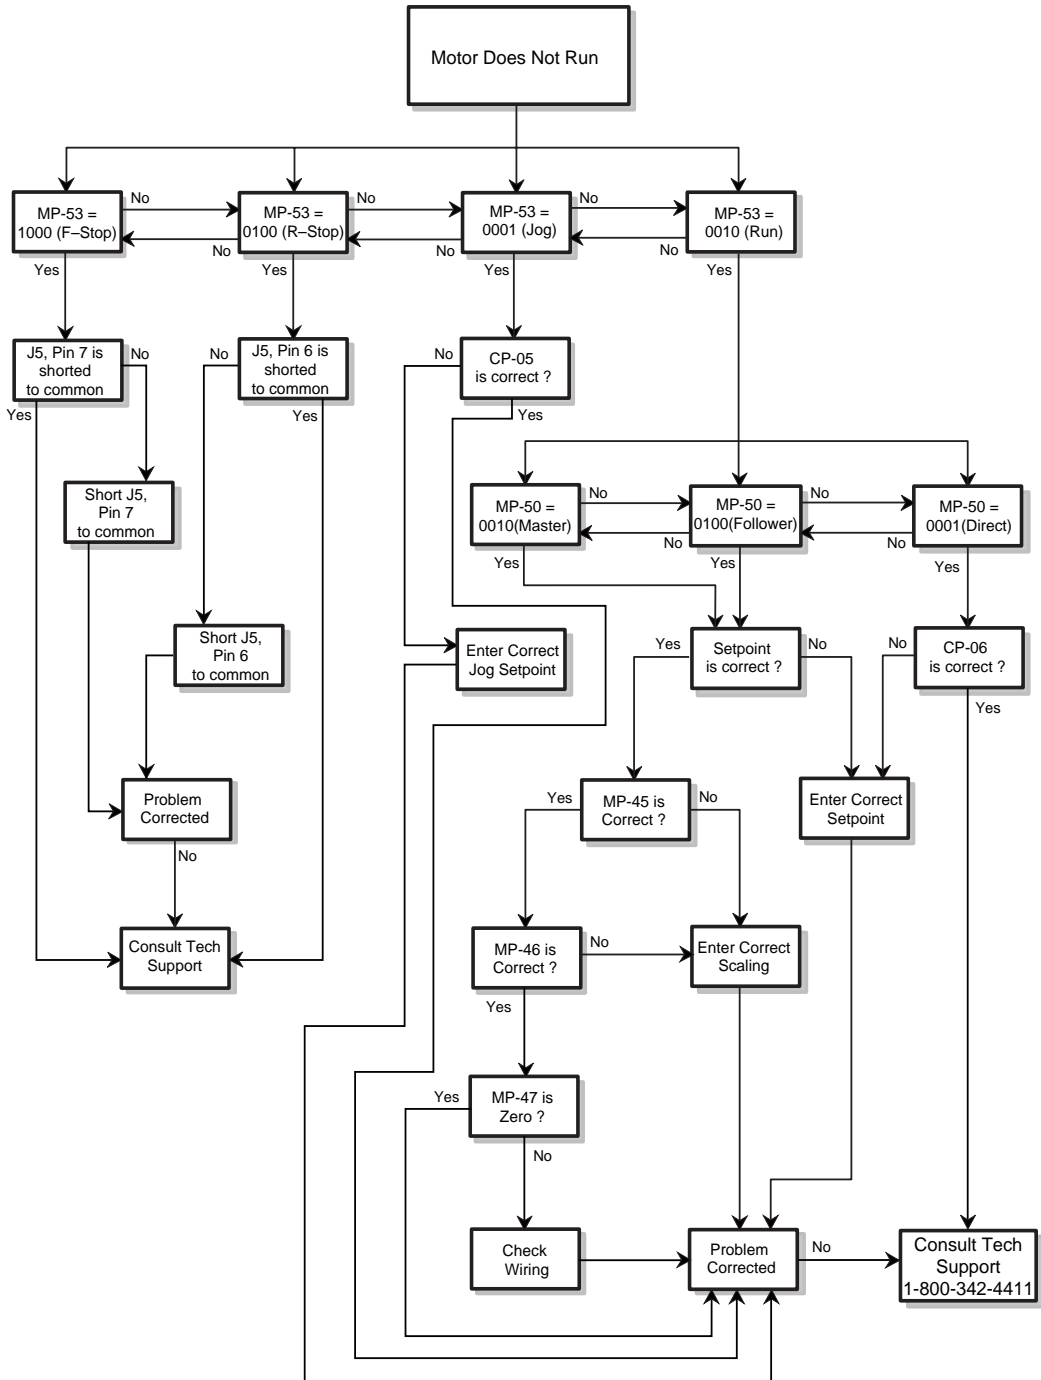 Motor Does Not Run
No
No
No
MP-53 =
1000 (F–Stop)
MP-53 =
0100 (R–Stop)
MP-53 =
0001 (Jog)
MP-53 =
0010 (Run)
No
No
No
Yes
Yes
Yes
Yes
J5, Pin 7 is
shorted
to common
No
No
J5, Pin 6 is
shorted
to common
No
CP-05
is correct ?
Yes
Yes
Yes
Short J5,
Pin 7
to common
MP-50 =
0010(Master)
No
MP-50 =
0100(Follower)
No
MP-50 =
0001(Direct)
No
No
Yes
Yes
Yes
Short J5,
Pin 6
to common
Enter Correct
Jog Setpoint
Yes
Setpoint
is correct ?
No
No
CP-06
is correct ?
Yes
Problem
Corrected
Yes
MP-45 is
Correct ?
No
Enter Correct
Setpoint
No
Consult Tech
Support
MP-46 is
Correct ?
No
Enter Correct
Scaling
Yes
Yes
MP-47 is
Zero ?
No
Check
Wiring
Problem
Corrected
No
Consult Tech
Support
1-800-342-4411